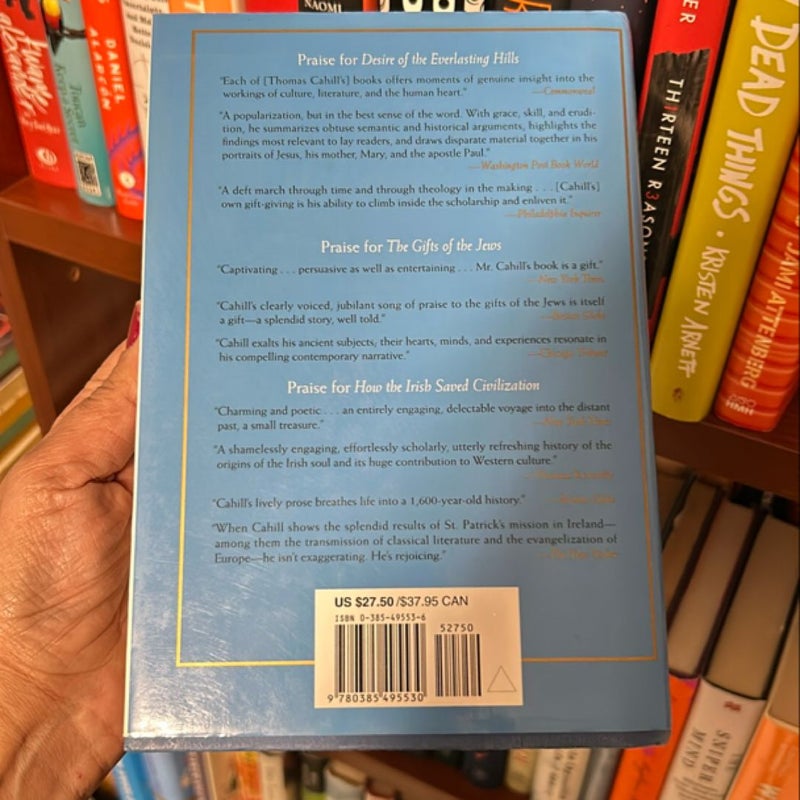 NAOMI
DANIEL
ALARCÓN
Praise for Desire of the Everlasting Hills
"Each of [Thomas Cahill's] books offers moments of genuine insight into the
workings of culture, literature, and the human heart."
—Commonweal
"A popularization, but in the best sense of the word. With grace, skill, and erudi-
tion, he summarizes obtuse semantic and historical arguments, highlights the
findings most relevant to lay readers, and draws disparate material together in his
portraits of Jesus, his mother, Mary, and the apostle Paul."
—Washington Post Book World
"A deft march through time and through theology in the making . . . [Cahill's]
own gift-giving is his ability to climb inside the scholarship and enliven it."
—Philadelphia Inquirer
Praise for The Gifts of the Jews
"Captivating . . . persuasive as well as entertaining . . . Mr. Cahill's book is a gift."
—New York Times
"Cahill's clearly voiced, jubilant song of praise to the gifts of the Jews is itself
a gift—a splendid story, well told."
"Cahill exalts his ancient subjects; their hearts, minds, and experiences resonate in
his compelling contemporary narrative."
Praise for How the Irish Saved Civilization
"Charming and poetic . . . an entirely engaging, delectable voyage into the distant
past, a small treasure."
"A shamelessly engaging, effortlessly scholarly, utterly refreshing history of the
origins of the Irish soul and its huge contribution to Western culture."
"Cahill's lively prose breathes life into a 1,600-year-old history."
"When Cahill shows the splendid results of St. Patrick's mission in Ireland—
among them the transmission of classical literature and the evangelization of
Europe—he isn't exaggerating. He's rejoicing."
US $27.50/$37.95 CAN
ISBN 0-385-49553-6
52750
9 780385 495530
ER
TH1RTEEN R3ASON
DEAD THINGS • KRISTEN ARNETT
JAMI ATTENBERG
HMH
SNIPER
MIND